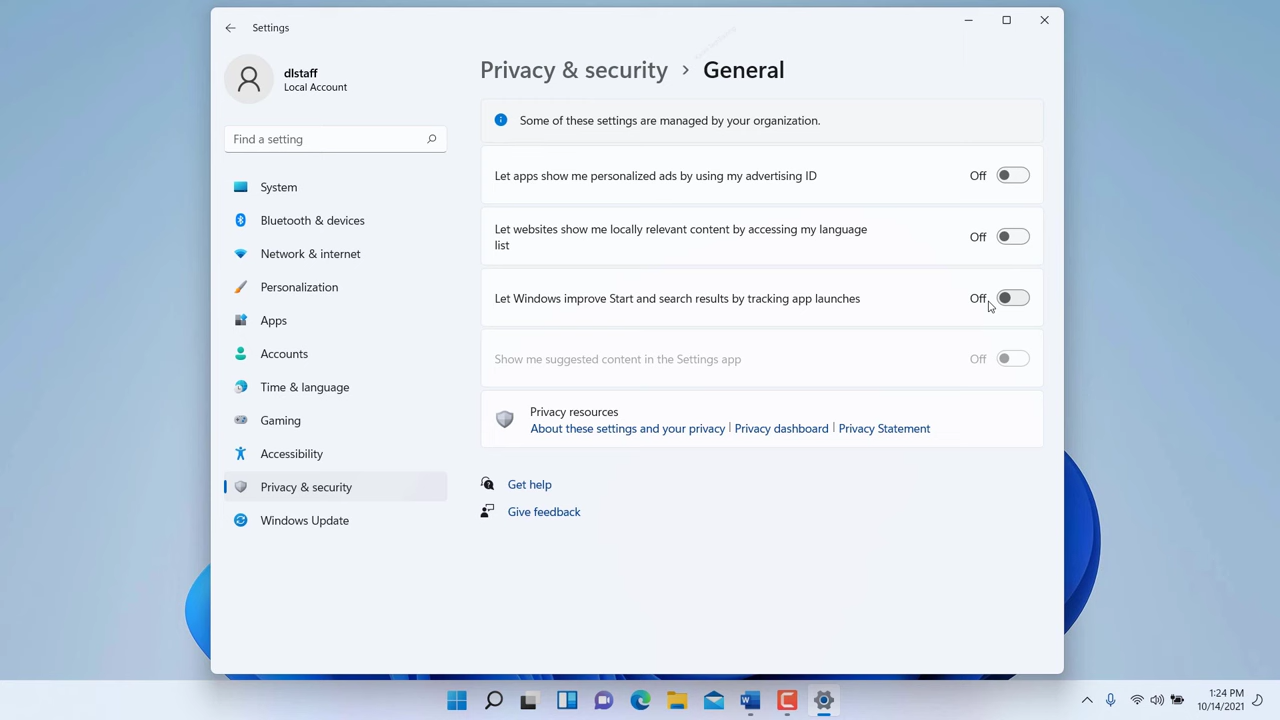 Settings
dlstaff
Local Account
Find a setting
System
Bluetooth & devices
Network & internet
Personalization
Apps
Accounts
Time & language
Gaming
Accessibility
Privacy & security
Windows Update
Privacy & security › General
Some of these settings are managed by your organization.
Let apps show me personalized ads by using my advertising ID Off
Let websites show me locally relevant content by accessing my language
list
Off
Let Windows improve Start and search results by tracking app launches Off
Show me suggested content in the Settings app Off
Privacy resources
About these settings and your privacy | Privacy dashboard | Privacy Statement
Get help
Give feedback
1:24 PM
10/14/2021